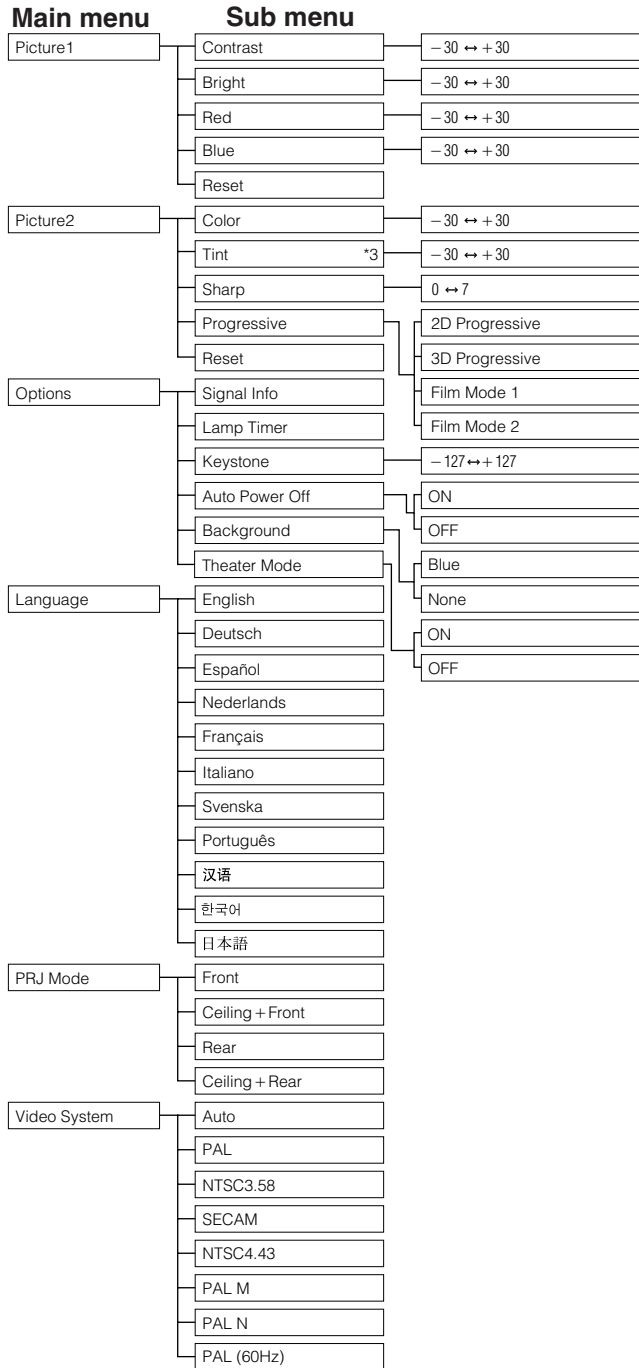 Main menu Sub menu
Picture1 Contrast −30 ↔ +30
Bright −30 ↔ +30
Red −30 ↔ +30
Blue −30 ↔ +30
Reset
Picture2 Color −30 ↔ +30
Tint *3 −30 ↔ +30
Sharp 0 ↔ 7
Progressive 2D Progressive
Reset 3D Progressive
Options Signal Info Film Mode 1
Lamp Timer Film Mode 2
Keystone −127 ↔ +127
Auto Power Off ON
Background OFF
Theater Mode Blue
Language English None
Deutsch ON
Español OFF
Nederlands
Français
Italiano
Svenska
Português
汉语
한국어
日本語
PRJ Mode Front
Ceiling + Front
Rear
Ceiling + Rear
Video System Auto
PAL
NTSC3.58
SECAM
NTSC4.43
PAL M
PAL N
PAL (60Hz)